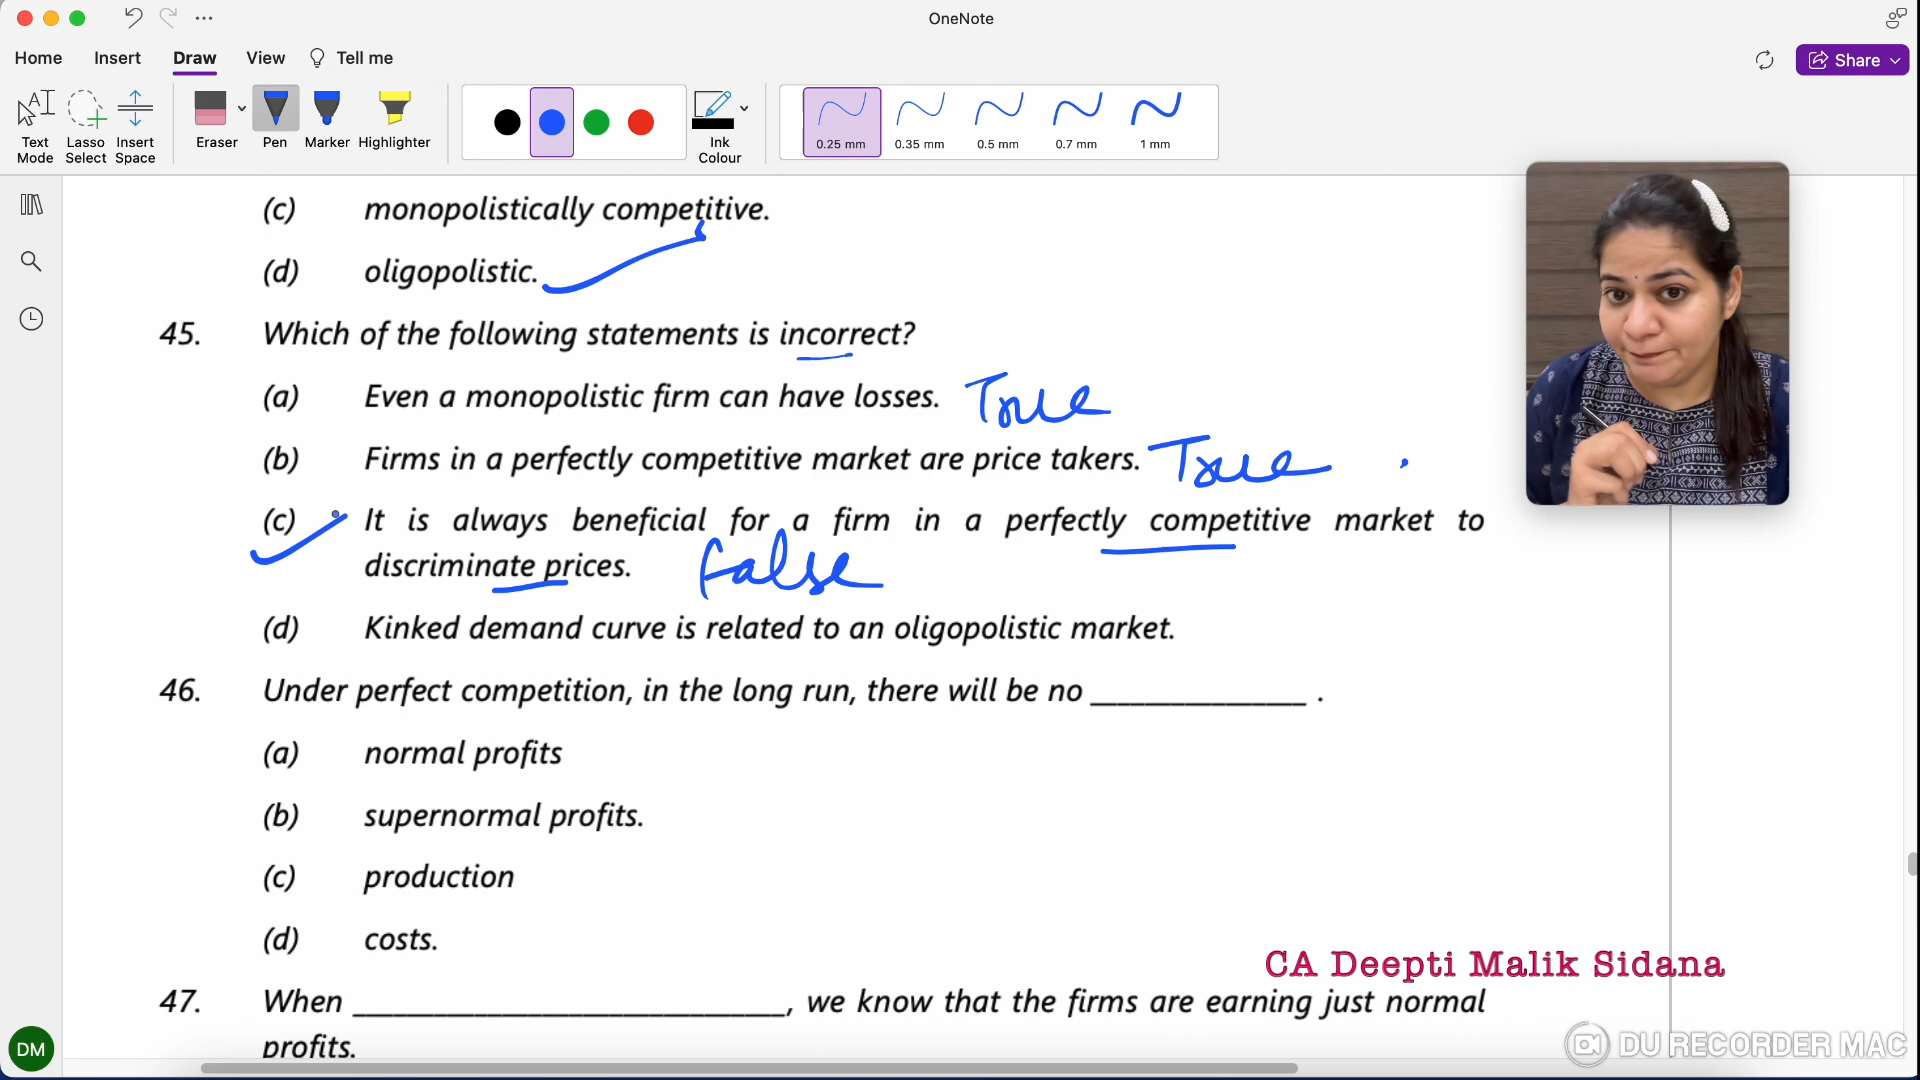 OneNote
Home Insert Draw View Tell me Share
Text Mode Lasso Select Insert Space Eraser Pen Marker Highlighter Ink Colour 0.25 mm 0.35 mm 0.5 mm 0.7 mm 1 mm
(c) monopolistically competitive.
(d) oligopolistic.
45. Which of the following statements is incorrect?
(a) Even a monopolistic firm can have losses. True
(b) Firms in a perfectly competitive market are price takers. True
(c) It is always beneficial for a firm in a perfectly competitive market to
discriminate prices. false
(d) Kinked demand curve is related to an oligopolistic market.
46. Under perfect competition, in the long run, there will be no ______________ .
(a) normal profits
(b) supernormal profits.
(c) production
(d) costs.
CA Deepti Malik Sidana
47. When ____________________________, we know that the firms are earning just normal
profits.
DM
DU RECORDER MAC